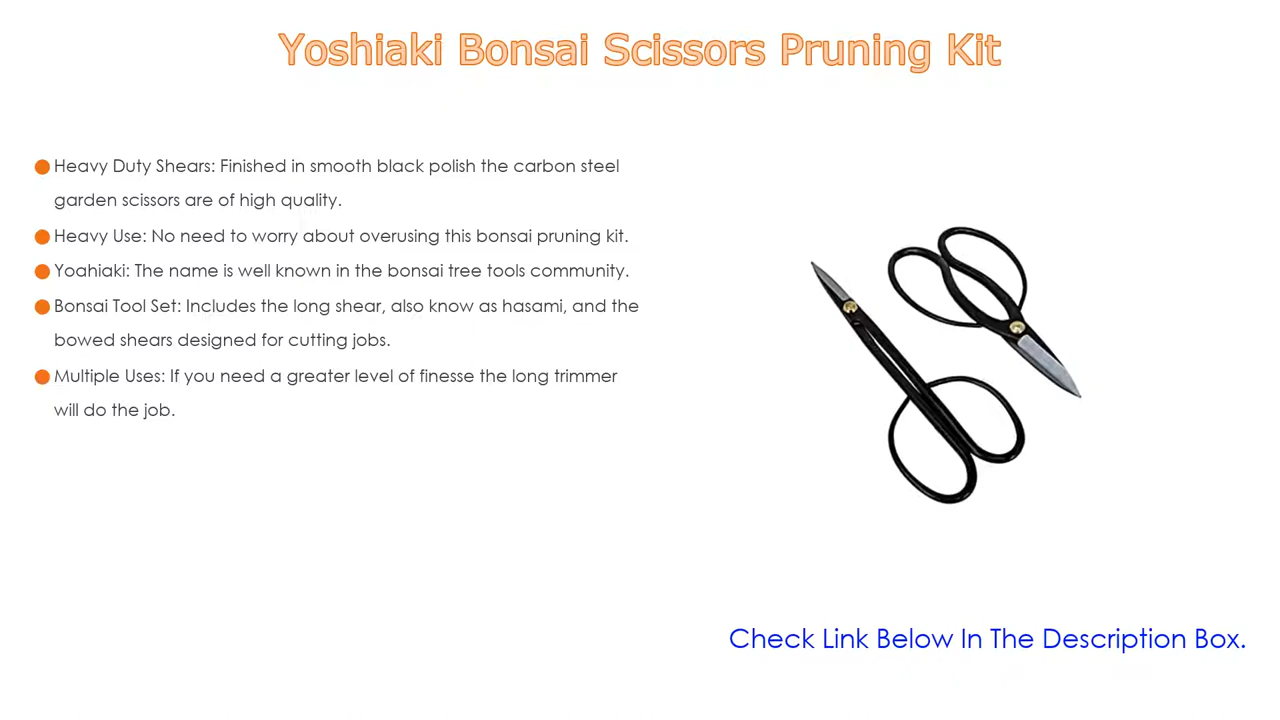 Yoshiaki Bonsai Scissors Pruning Kit
Heavy Duty Shears: Finished in smooth black polish the carbon steel
garden scissors are of high quality.
Heavy Use: No need to worry about overusing this bonsai pruning kit.
Yoahiaki: The name is well known in the bonsai tree tools community.
Bonsai Tool Set: Includes the long shear, also know as hasami, and the
bowed shears designed for cutting jobs.
Multiple Uses: If you need a greater level of finesse the long trimmer
will do the job.
Check Link Below In The Description Box.